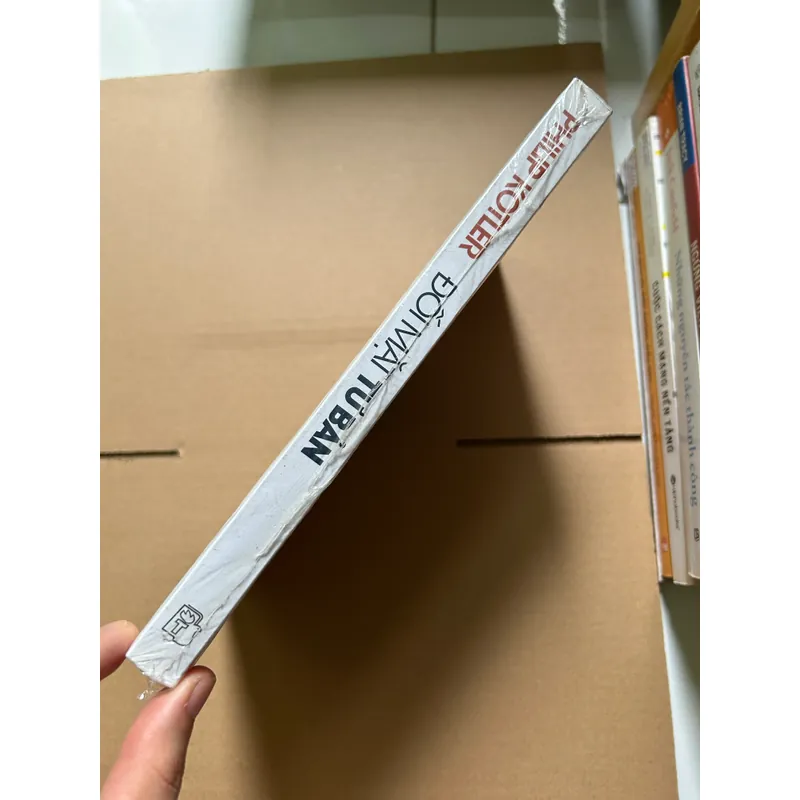 PHILIP KOTLER
ĐỐI MẶT TƯ BẢN
CUỘC CÁCH MẠNG NỀN TẢNG
Những nguyên tắc thành công